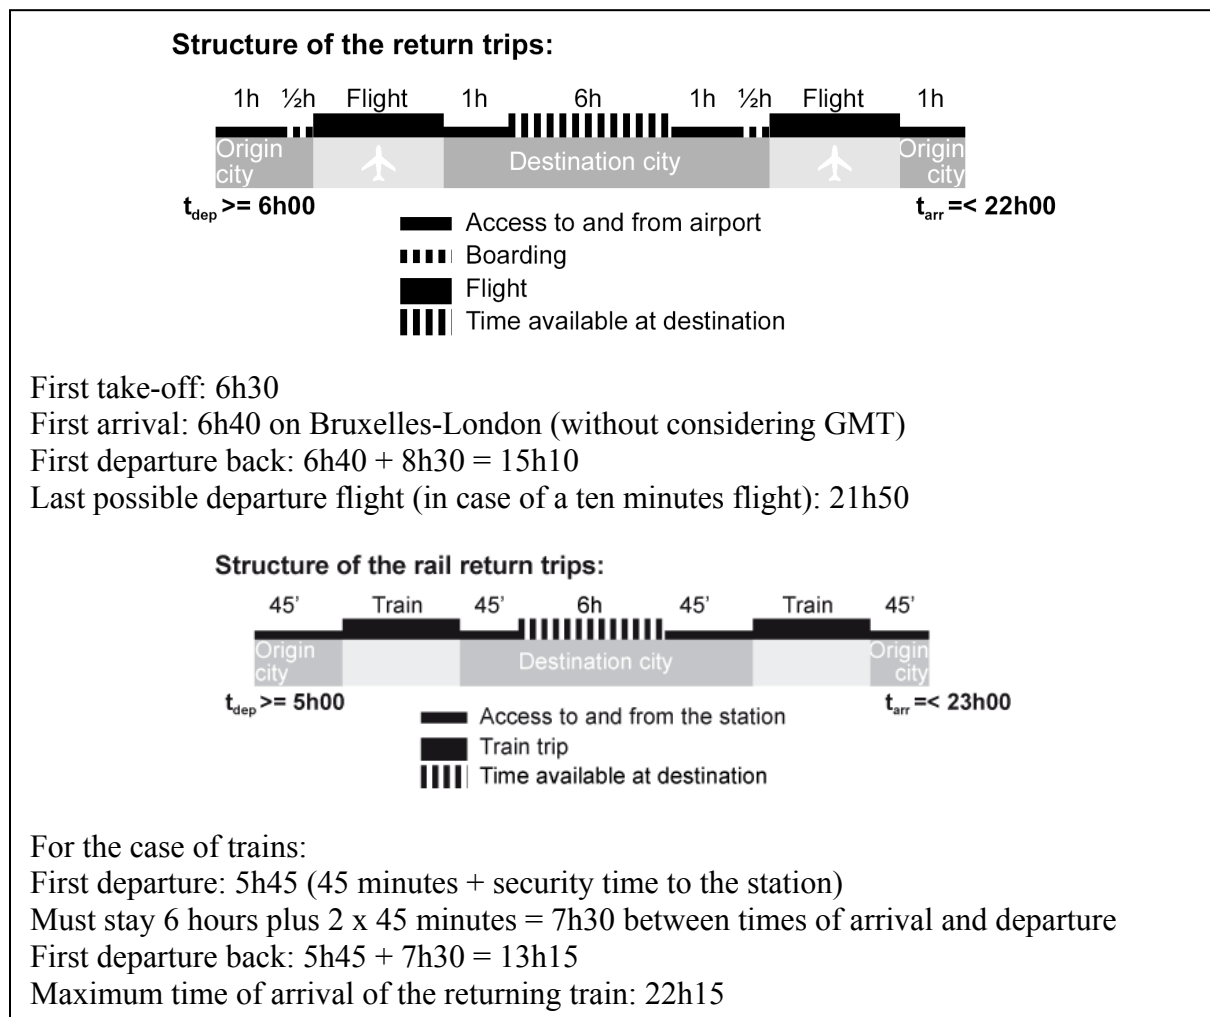 Structure of the return trips:
1h ½h Flight 1h 6h 1h ½h Flight 1h
Origin city Destination city Origin city
t_dep >= 6h00 t_arr =< 22h00
Access to and from airport
Boarding
Flight
Time available at destination
First take-off: 6h30
First arrival: 6h40 on Bruxelles-London (without considering GMT)
First departure back: 6h40 + 8h30 = 15h10
Last possible departure flight (in case of a ten minutes flight): 21h50
Structure of the rail return trips:
45’ Train 45’ 6h 45’ Train 45’
Origin city Destination city Origin city
t_dep >= 5h00 t_arr =< 23h00
Access to and from the station
Train trip
Time available at destination
For the case of trains:
First departure: 5h45 (45 minutes + security time to the station)
Must stay 6 hours plus 2 x 45 minutes = 7h30 between times of arrival and departure
First departure back: 5h45 + 7h30 = 13h15
Maximum time of arrival of the returning train: 22h15